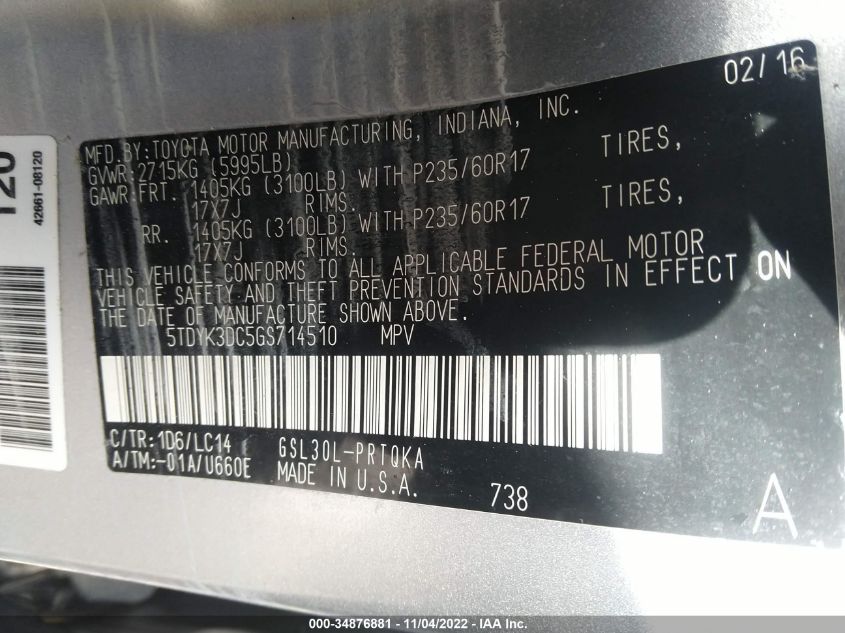 02/16
MFD.BY:TOYOTA MOTOR MANUFACTURING, INDIANA, INC.
GVWR:2715KG (5995LB)
GAWR:FRT. 1405KG (3100LB) WITH P235/60R17 TIRES,
17X7J RIMS.
RR. 1405KG (3100LB) WITH P235/60R17 TIRES,
17X7J RIMS.
THIS VEHICLE CONFORMS TO ALL APPLICABLE FEDERAL MOTOR
VEHICLE SAFETY AND THEFT PREVENTION STANDARDS IN EFFECT ON
THE DATE OF MANUFACTURE SHOWN ABOVE.
5TDYK3DC5GS714510 MPV
C/TR:1D6/LC14 GSL30L-PRTQKA
A/TM:-01A/U660E MADE IN U.S.A.
738
A
42661-08120
000-34876881 - 11/04/2022 - IAA Inc.